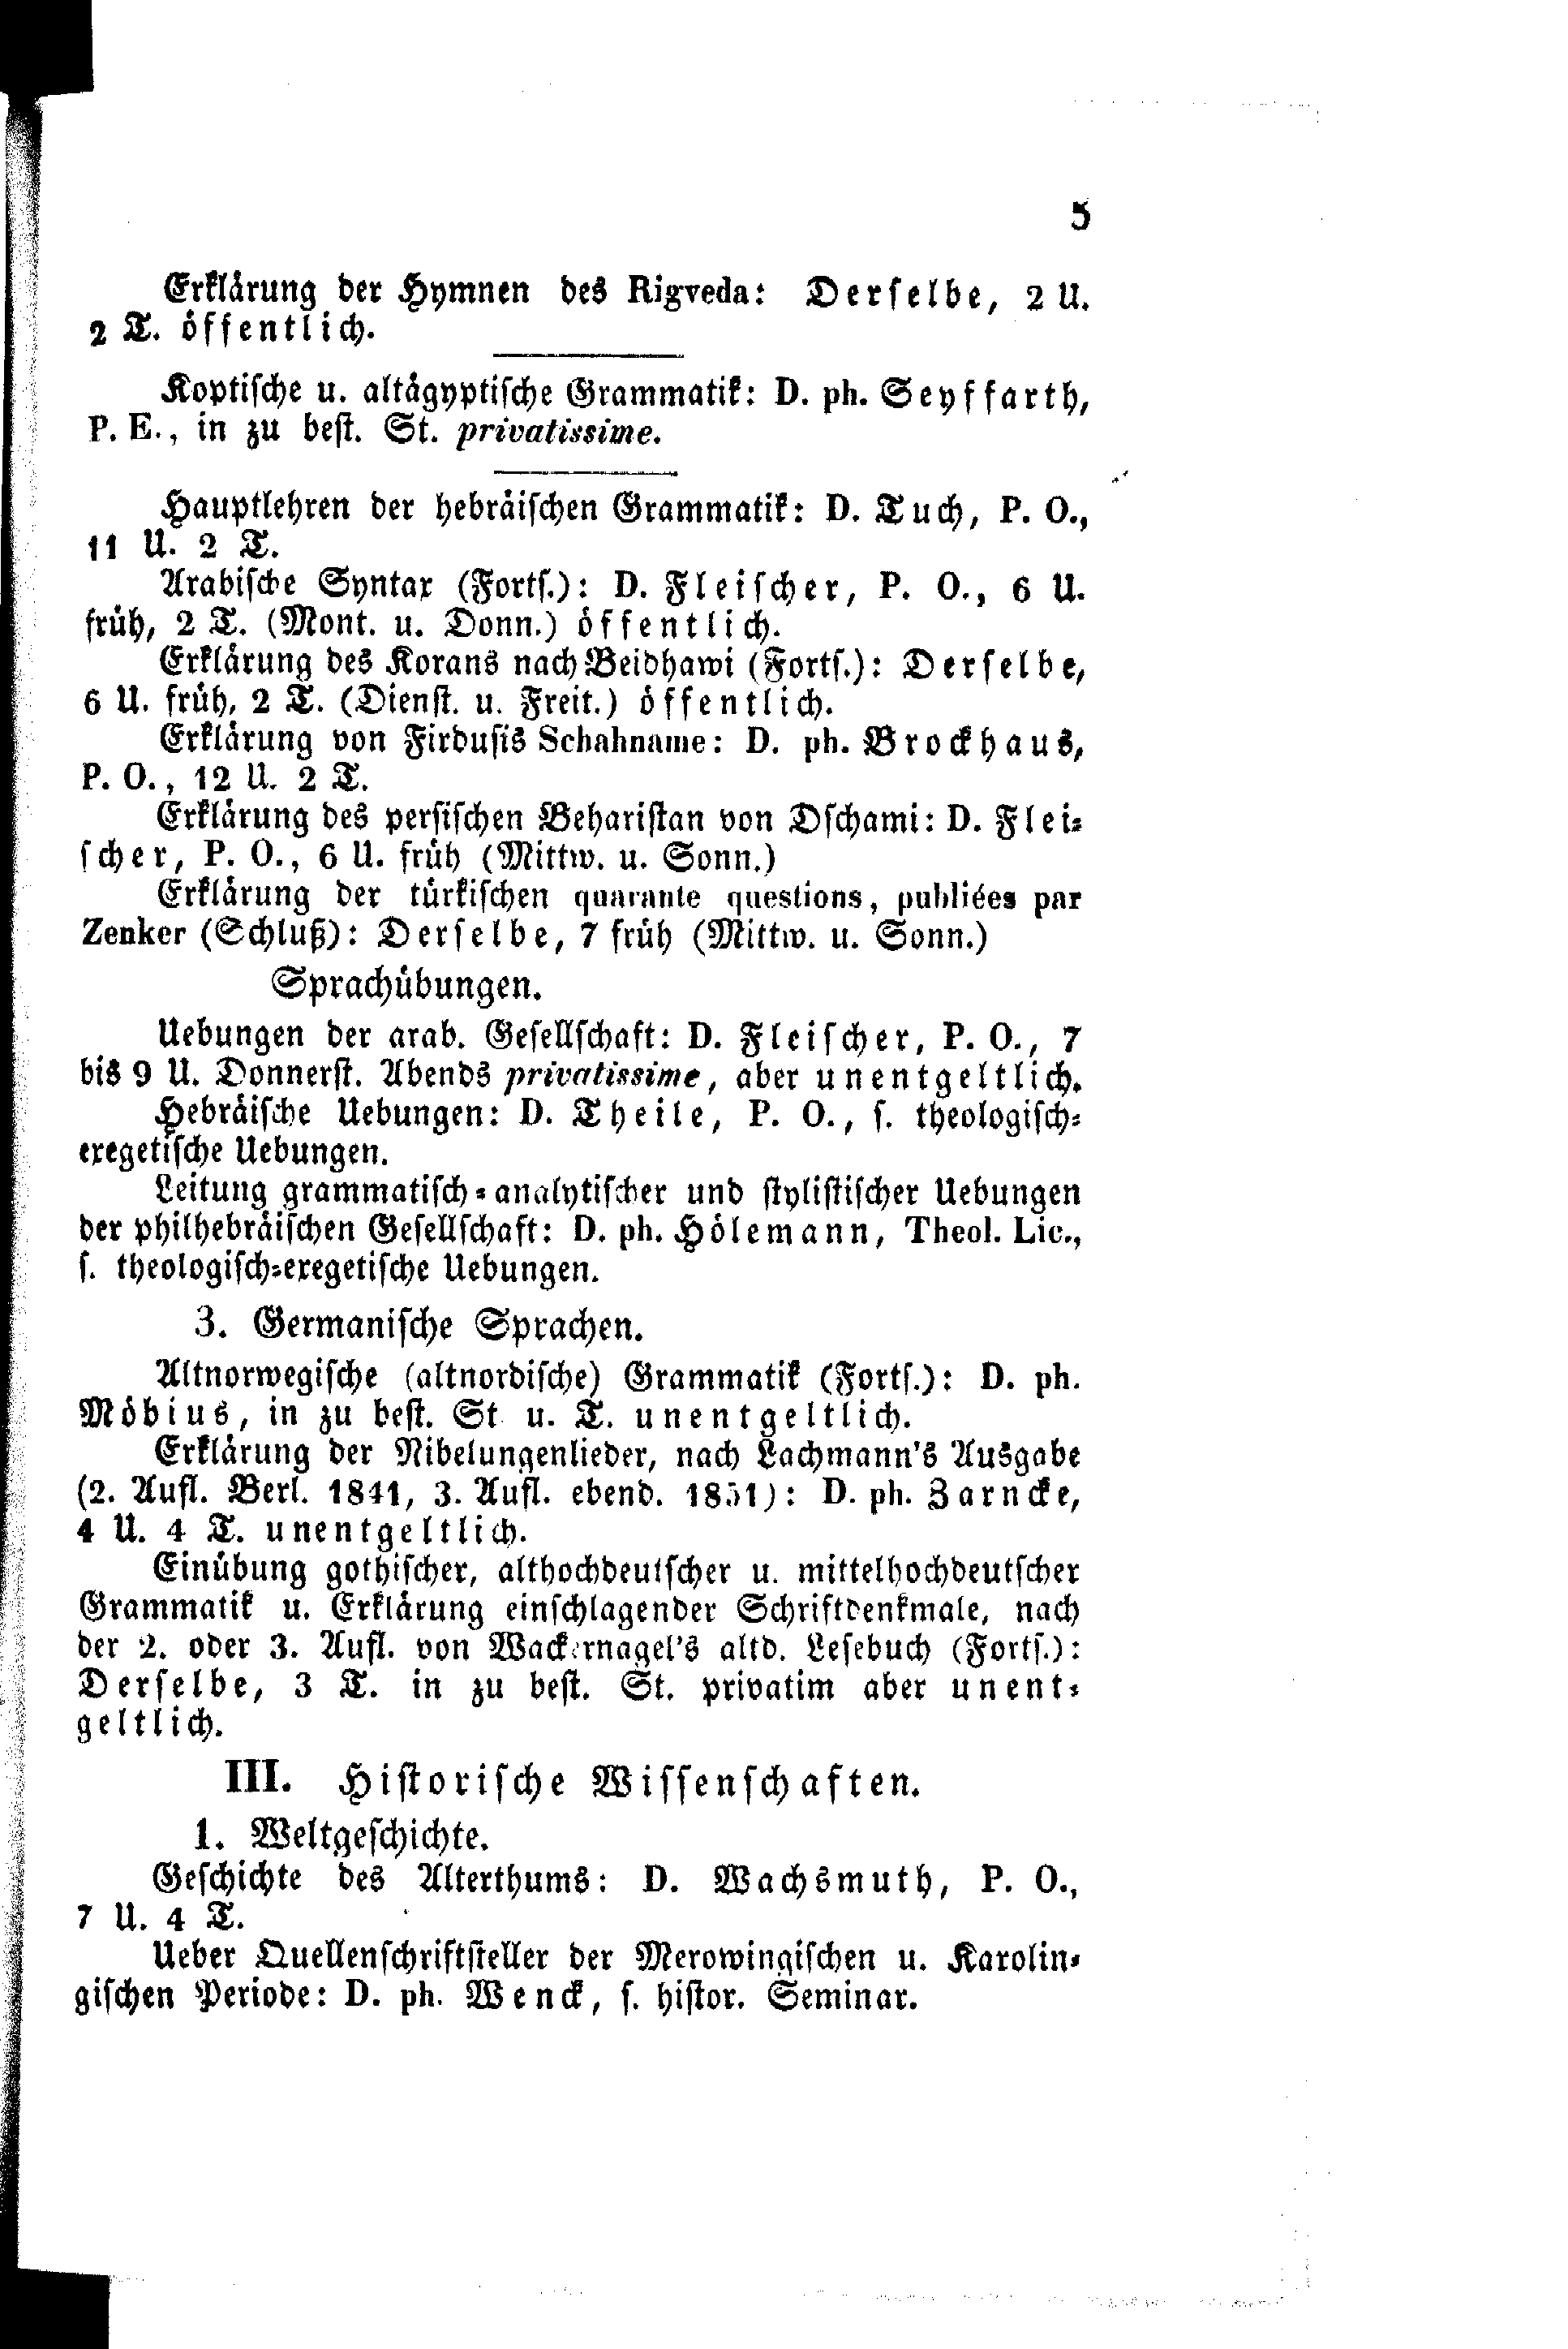 5
Erklärung der Hymnen des Rigveda: Derselbe, 2 U.
2 T. öffentlich.
Koptische u. altägyptische Grammatik: D. ph. Seyffarth,
P. E., in zu best. St. privatissime.
Hauptlehren der hebräischen Grammatik: D. Tuch, P. O.,
11 U. 2 T.
Arabische Syntax (Forts.): D. Fleischer, P. O., 6 U.
früh, 2 T. (Mont. u. Donn.) öffentlich.
Erklärung des Korans nach Beidhawi (Forts.): Derselbe,
6 U. früh, 2 T. (Dienst. u. Freit.) öffentlich.
Erklärung von Firdusis Schahname: D. ph. Brockhaus,
P. O., 12 U. 2 T.
Erklärung des persischen Beharistan von Dschami: D. Flei-
scher, P. O., 6 U. früh (Mittw. u. Sonn.)
Erklärung der türkischen quarante questions, publiées par
Zenker (Schluß): Derselbe, 7 früh (Mittw. u. Sonn.)
Sprachübungen.
Uebungen der arab. Gesellschaft: D. Fleischer, P. O., 7
bis 9 U. Donnerst. Abends privatissime, aber unentgeltlich.
Hebräische Uebungen: D. Theile, P. O., s. theologisch-
exegetische Uebungen.
Leitung grammatisch-analytischer und stylistischer Uebungen
der philhebräischen Gesellschaft: D. ph. Hölemann, Theol. Lic.,
s. theologisch-exegetische Uebungen.
3. Germanische Sprachen.
Altnorwegische (altnordische) Grammatik (Forts.): D. ph.
Möbius, in zu best. St u. T. unentgeltlich.
Erklärung der Nibelungenlieder, nach Lachmann's Ausgabe
(2. Aufl. Berl. 1841, 3. Aufl. ebend. 1851): D. ph. Zarncke,
4 U. 4 T. unentgeltlich.
Einübung gothischer, althochdeutscher u. mittelhochdeutscher
Grammatik u. Erklärung einschlagender Schriftdenkmale, nach
der 2. oder 3. Aufl. von Wackernagel's altd. Lesebuch (Forts.):
Derselbe, 3 T. in zu best. St. privatim aber unent-
geltlich.
III. Historische Wissenschaften.
1. Weltgeschichte.
Geschichte des Alterthums: D. Wachsmuth, P. O.,
7 U. 4 T.
Ueber Quellenschriftsteller der Merowingischen u. Karolin-
gischen Periode: D. ph. Wenck, s. histor. Seminar.